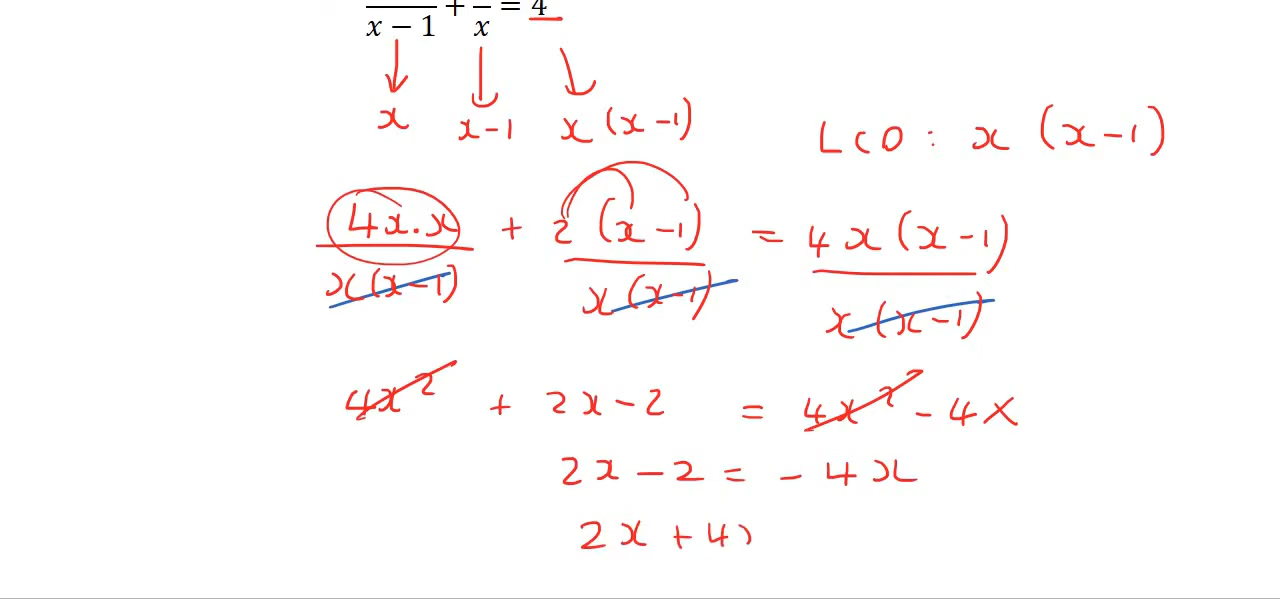 x − 1 + x = 4
x x-1 x (x-1) LCD : x (x-1)
4x.x + 2 (x-1) = 4x(x-1)
x(x-1) x(x-1) x(x-1)
4x² + 2x-2 = 4x² - 4x
2x - 2 = - 4x
2x + 4